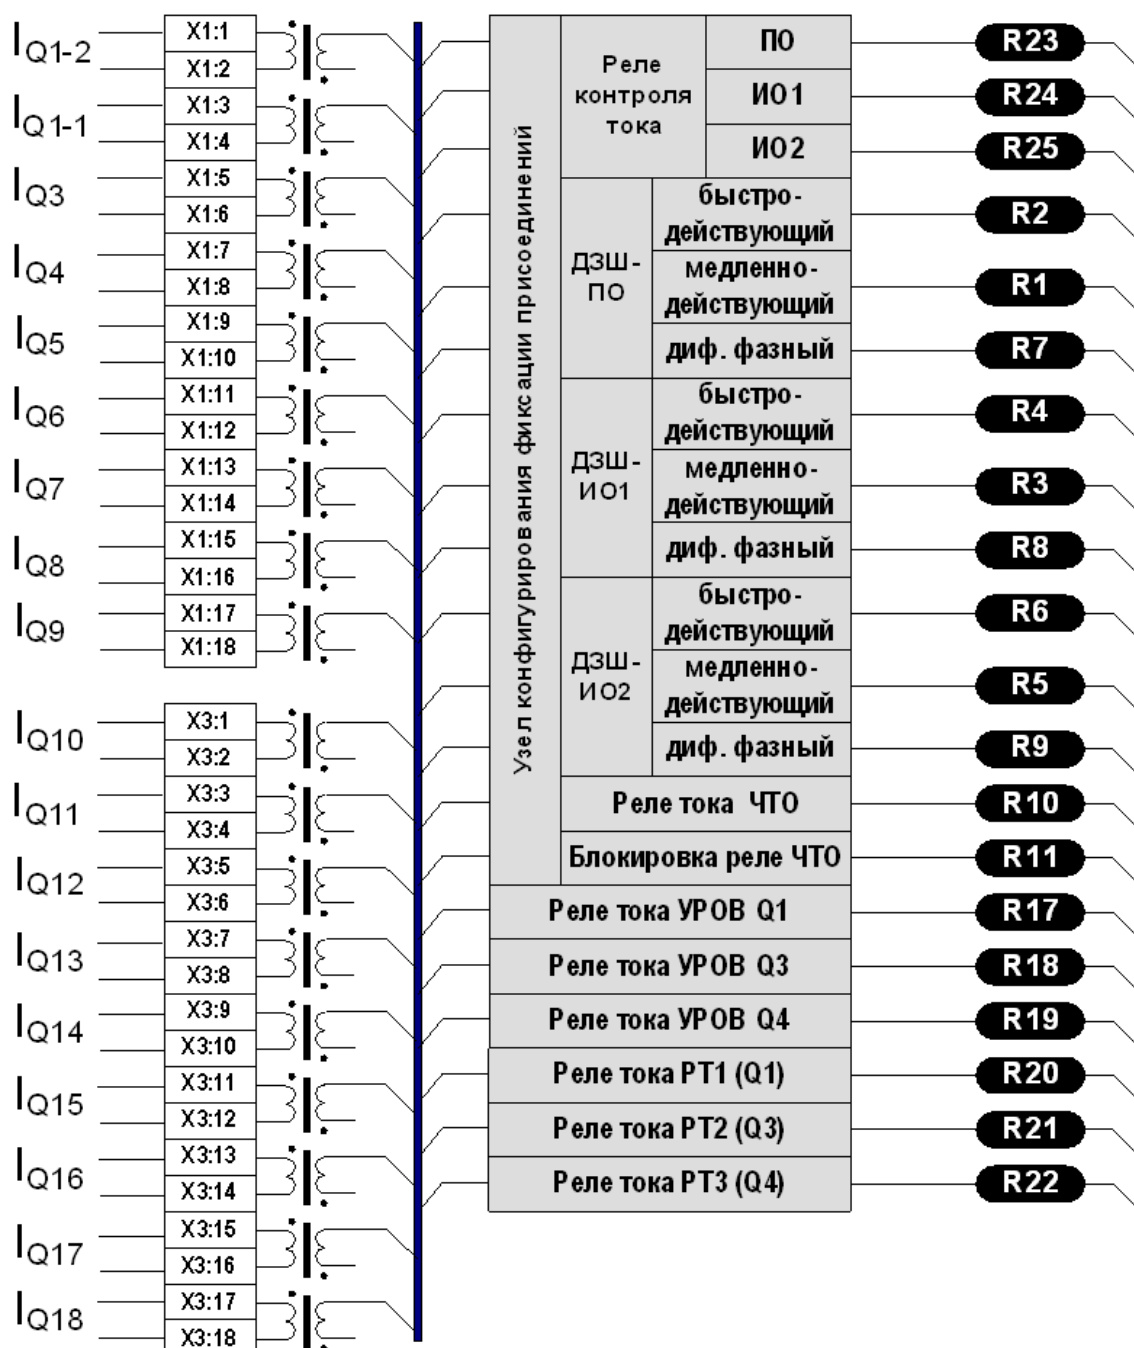 IQ1-2
X1:1
X1:2
IQ1-1
X1:3
X1:4
IQ3
X1:5
X1:6
IQ4
X1:7
X1:8
IQ5
X1:9
X1:10
IQ6
X1:11
X1:12
IQ7
X1:13
X1:14
IQ8
X1:15
X1:16
IQ9
X1:17
X1:18
IQ10
X3:1
X3:2
IQ11
X3:3
X3:4
IQ12
X3:5
X3:6
IQ13
X3:7
X3:8
IQ14
X3:9
X3:10
IQ15
X3:11
X3:12
IQ16
X3:13
X3:14
IQ17
X3:15
X3:16
IQ18
X3:17
X3:18
Узел конфигурирования фиксации присоединений
Реле
контроля
тока
ПО
R23
ИО1
R24
ИО2
R25
ДЗШ-
ПО
быстро-
действующий
R2
медленно-
действующий
R1
диф. фазный
R7
ДЗШ-
ИО1
быстро-
действующий
R4
медленно-
действующий
R3
диф. фазный
R8
ДЗШ-
ИО2
быстро-
действующий
R6
медленно-
действующий
R5
диф. фазный
R9
Реле тока ЧТО
R10
Блокировка реле ЧТО
R11
Реле тока УРОВ Q1
R17
Реле тока УРОВ Q3
R18
Реле тока УРОВ Q4
R19
Реле тока РТ1 (Q1)
R20
Реле тока РТ2 (Q3)
R21
Реле тока РТ3 (Q4)
R22